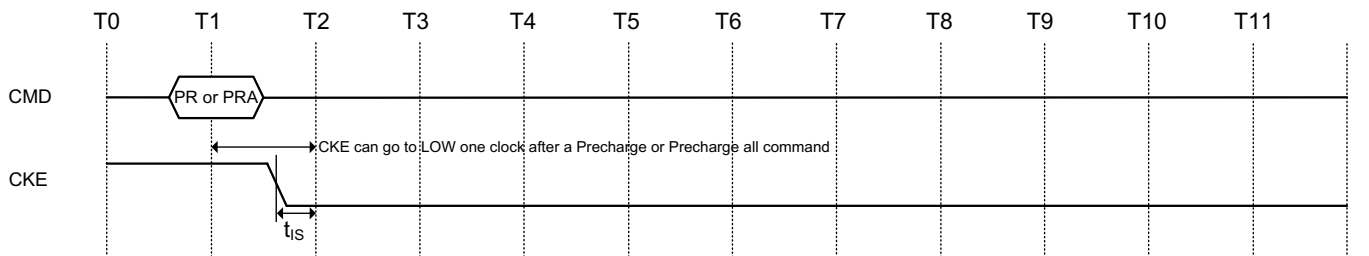 T0 T1 T2 T3 T4 T5 T6 T7 T8 T9 T10 T11
CMD PR or PRA
CKE can go to LOW one clock after a Precharge or Precharge all command
CKE
tIS